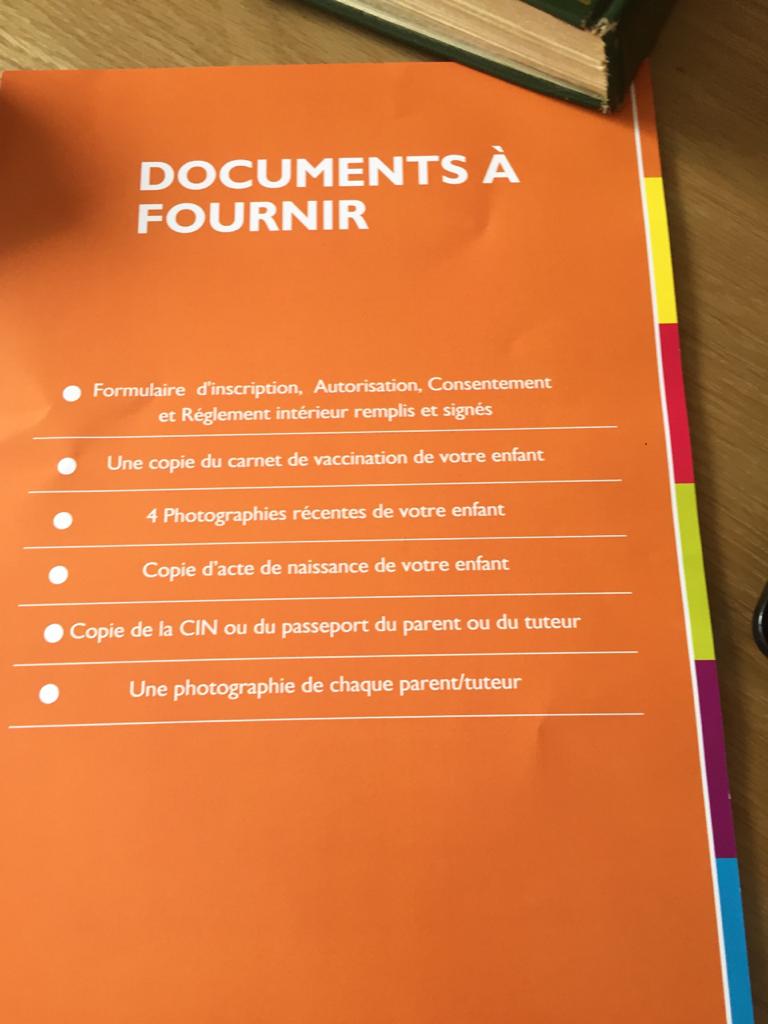 DOCUMENTS À
FOURNIR
Formulaire d'inscription, Autorisation, Consentement
et Réglement intérieur remplis et signés
Une copie du carnet de vaccination de votre enfant
4 Photographies récentes de votre enfant
Copie d'acte de naissance de votre enfant
Copie de la CIN ou du passeport du parent ou du tuteur
Une photographie de chaque parent/tuteur